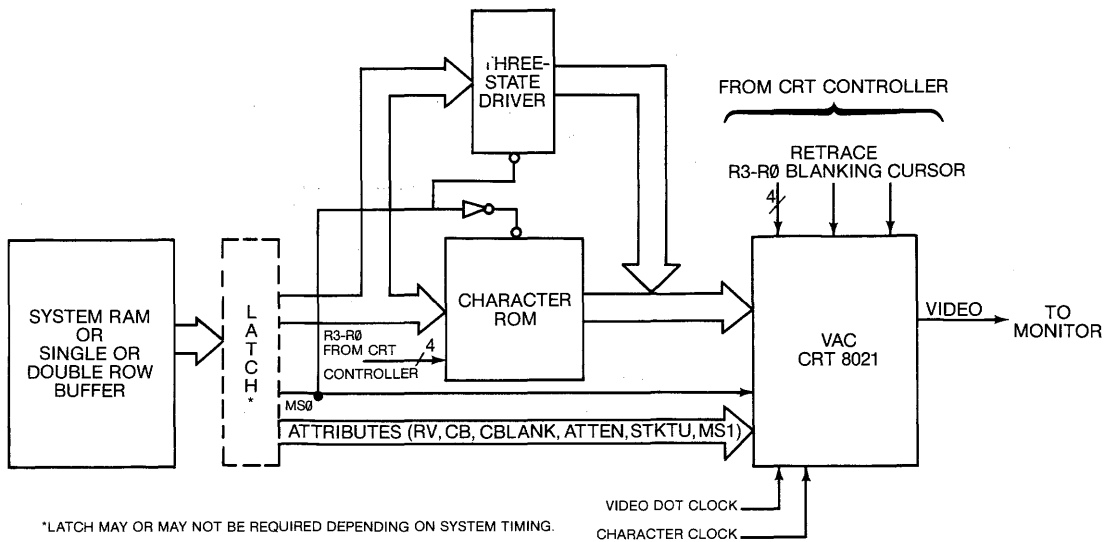 THREE-
STATE
DRIVER
FROM CRT CONTROLLER
RETRACE
R3-RØ BLANKING CURSOR
4
SYSTEM RAM
OR
SINGLE OR
DOUBLE ROW
BUFFER
LATCH*
CHARACTER
ROM
R3-RØ
FROM CRT
CONTROLLER
4
VAC
CRT 8021
VIDEO
TO
MONITOR
MSØ
ATTRIBUTES (RV, CB, CBLANK, ATTEN, STKTU, MS1)
VIDEO DOT CLOCK
CHARACTER CLOCK
*LATCH MAY OR MAY NOT BE REQUIRED DEPENDING ON SYSTEM TIMING.